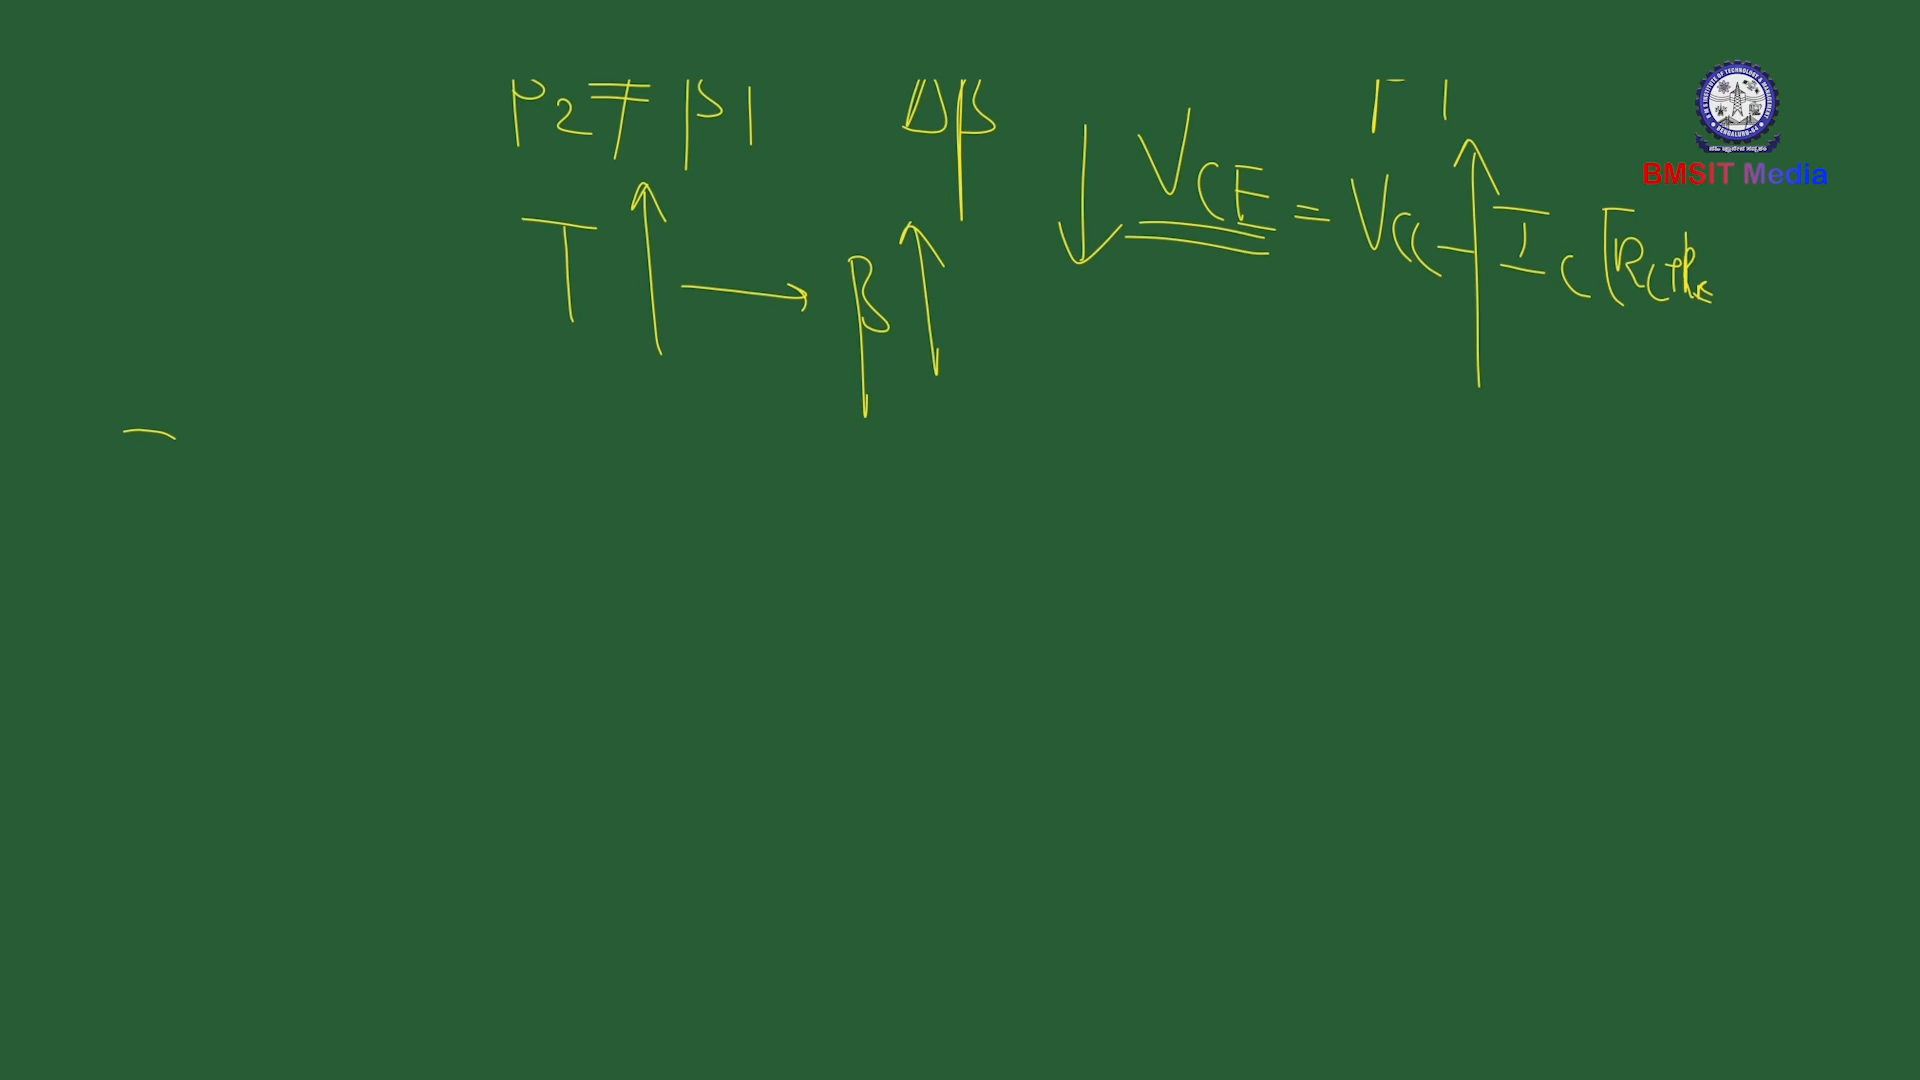 β2 ≠ β1 Δβ
T ↑ → β ↑
↓ VCE = VCC - ↑ IC [RC+RE
BMSIT Media